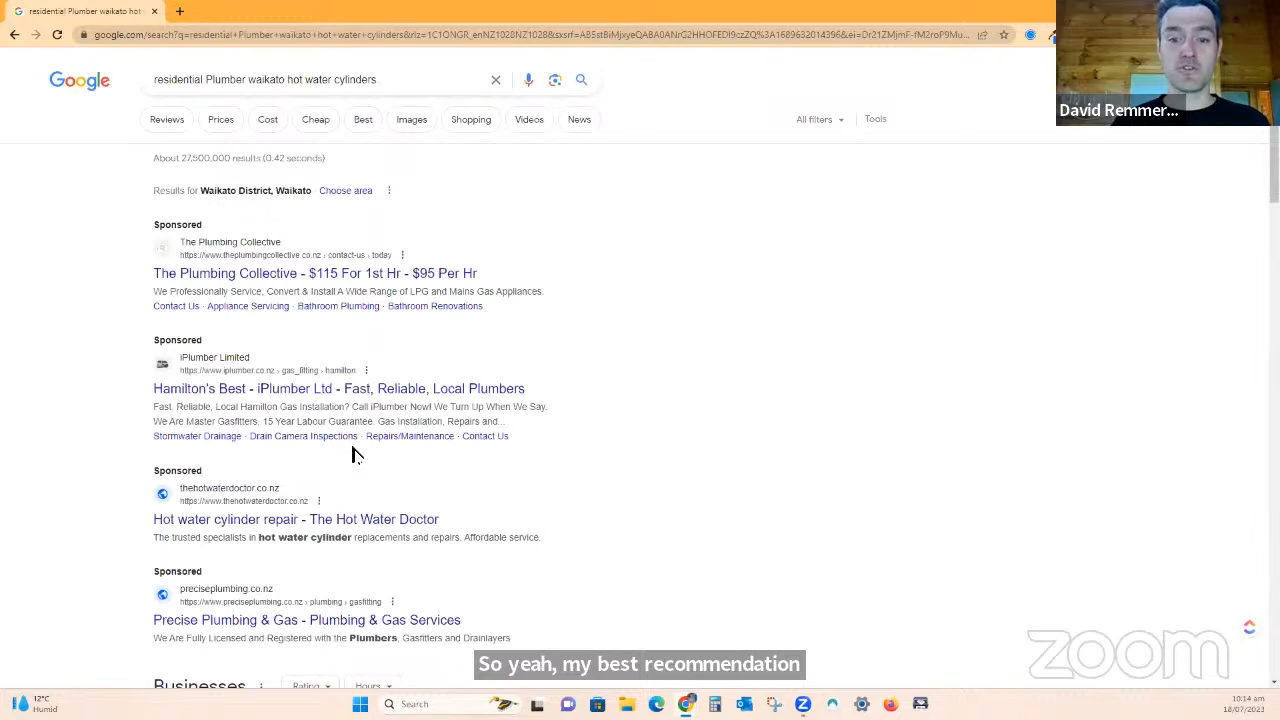 residential Plumber waikato hot
google.com/search?q=residential+Plumber+waikato+hot+water+cylinders&rlz=1C1ONGR_enNZ1028NZ1028&sxsrf=
Google
residential Plumber waikato hot water cylinders
Reviews
Prices
Cost
Cheap
Best
Images
Shopping
Videos
News
All filters
Tools
David Remmer...
About 27,500,000 results (0.42 seconds)
Results for Waikato District, Waikato Choose area
Sponsored
The Plumbing Collective
https://www.theplumbingcollective.co.nz › contact-us › today
The Plumbing Collective - $115 For 1st Hr - $95 Per Hr
We Professionally Service, Convert & Install A Wide Range of LPG and Mains Gas Appliances.
Contact Us · Appliance Servicing · Bathroom Plumbing · Bathroom Renovations
Sponsored
iPlumber Limited
https://www.iplumber.co.nz › gas_fitting › hamilton
Hamilton's Best - iPlumber Ltd - Fast, Reliable, Local Plumbers
Fast. Reliable, Local Hamilton Gas Installation? Call iPlumber Now! We Turn Up When We Say.
We Are Master Gasfitters. 15 Year Labour Guarantee. Gas Installation, Repairs and...
Stormwater Drainage · Drain Camera Inspections · Repairs/Maintenance · Contact Us
Sponsored
thehotwaterdoctor.co.nz
https://www.thehotwaterdoctor.co.nz
Hot water cylinder repair - The Hot Water Doctor
The trusted specialists in hot water cylinder replacements and repairs. Affordable service.
Sponsored
preciseplumbing.co.nz
https://www.preciseplumbing.co.nz › plumbing › gasfitting
Precise Plumbing & Gas - Plumbing & Gas Services
We Are Fully Licensed and Registered with the Plumbers, Gasfitters and Drainlayers
Businesses
Rating
Hours
So yeah, my best recommendation
zoom
12°C
Humid
Search
10:14 am
18/07/2023